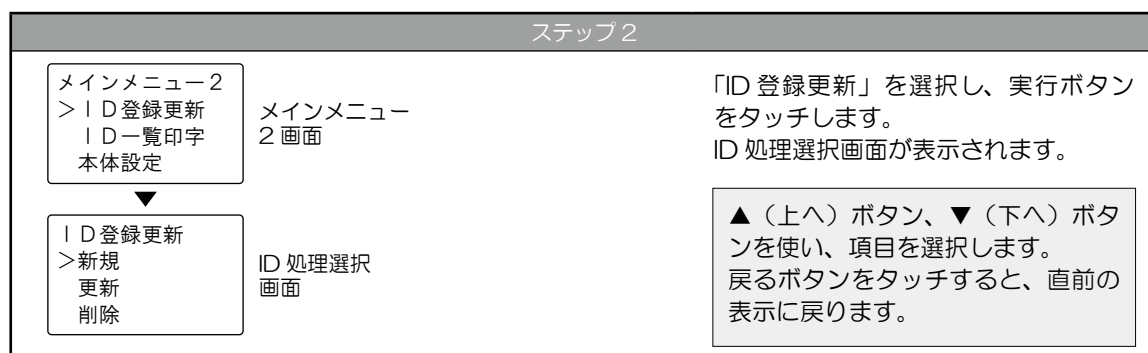 ステップ２
メインメニュー２
＞ＩＤ登録更新
ＩＤ一覧印字
本体設定
メインメニュー
２画面
▼
ＩＤ登録更新
＞新規
更新
削除
ID 処理選択
画面
「ID 登録更新」を選択し、実行ボタン
をタッチします。
ID 処理選択画面が表示されます。
▲（上へ）ボタン、▼（下へ）ボタ
ンを使い、項目を選択します。
戻るボタンをタッチすると、直前の
表示に戻ります。